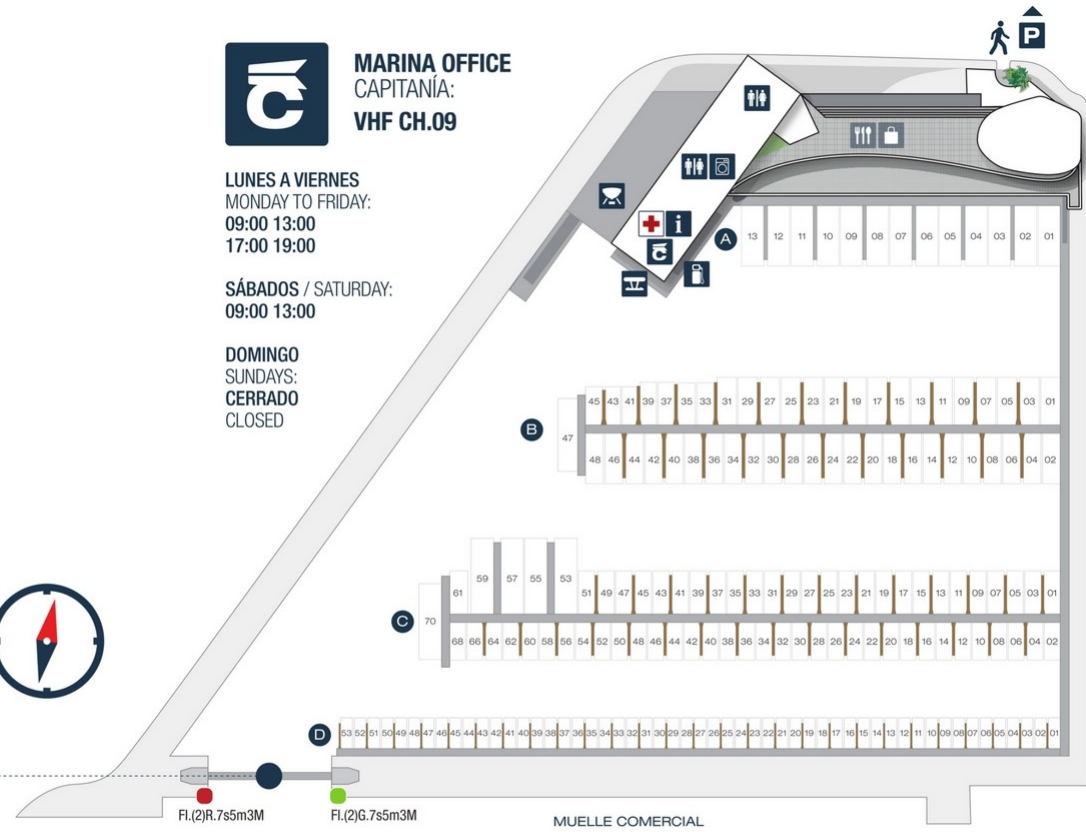 P
MARINA OFFICE
CAPITANÍA:
VHF CH.09
C
LUNES A VIERNES
MONDAY TO FRIDAY:
09:00 13:00
17:00 19:00
SÁBADOS / SATURDAY:
09:00 13:00
DOMINGO
SUNDAYS:
CERRADO
CLOSED
i
C
A
13 12 11 10 09 08 07 06 05 04 03 02 01
B
45 43 41 39 37 35 33 31 29 27 25 23 21 19 17 15 13 11 09 07 05 03 01
47
48 46 44 42 40 38 36 34 32 30 28 26 24 22 20 18 16 14 12 10 08 06 04 02
C
61 59 57 55 53 51 49 47 45 43 41 39 37 35 33 31 29 27 25 23 21 19 17 15 13 11 09 07 05 03 01
70
68 66 64 62 60 58 56 54 52 50 48 46 44 42 40 38 36 34 32 30 28 26 24 22 20 18 16 14 12 10 08 06 04 02
D
53 52 51 50 49 48 47 46 45 44 43 42 41 40 39 38 37 36 35 34 33 32 31 30 29 28 27 26 25 24 23 22 21 20 19 18 17 16 15 14 13 12 11 10 09 08 07 06 05 04 03 02 01
Fl.(2)R.7s5m3M
Fl.(2)G.7s5m3M
MUELLE COMERCIAL